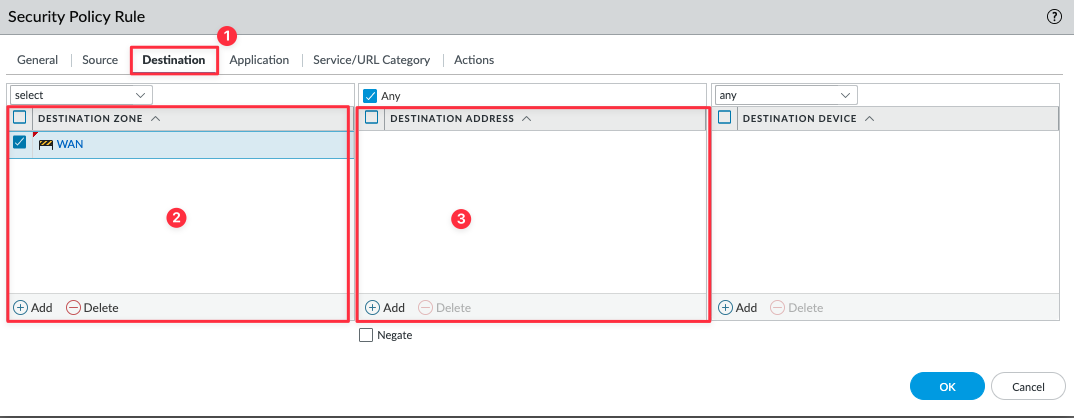 Security Policy Rule
1
General Source Destination Application Service/URL Category Actions
select Any any
DESTINATION ZONE DESTINATION ADDRESS DESTINATION DEVICE
WAN
2 3
Add Delete Add Delete Add Delete
Negate
OK Cancel